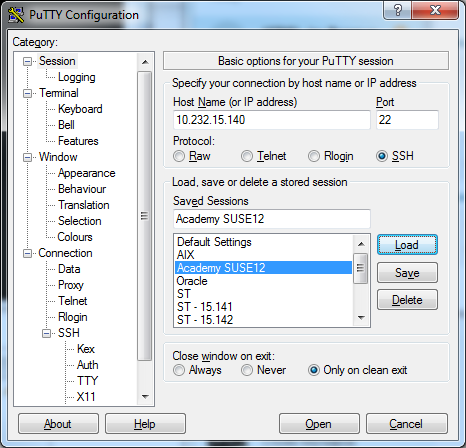 PuTTY Configuration
Category:
Session
Logging
Terminal
Keyboard
Bell
Features
Window
Appearance
Behaviour
Translation
Selection
Colours
Connection
Data
Proxy
Telnet
Rlogin
SSH
Kex
Auth
TTY
X11
Basic options for your PuTTY session
Specify your connection by host name or IP address
Host Name (or IP address) Port
10.232.15.140 22
Protocol:
Raw Telnet Rlogin SSH
Load, save or delete a stored session
Saved Sessions
Academy SUSE12
Default Settings
AIX
Academy SUSE12
Oracle
ST
ST - 15.141
ST - 15.142
Load
Save
Delete
Close window on exit:
Always Never Only on clean exit
About Help Open Cancel